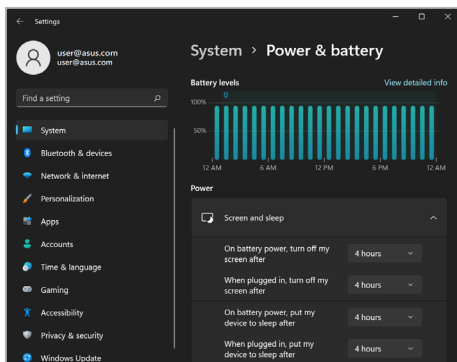 Settings
user@asus.com
user@asus.com
Find a setting
System
Bluetooth & devices
Network & internet
Personalization
Apps
Accounts
Time & language
Gaming
Accessibility
Privacy & security
Windows Update
System > Power & battery
Battery levels
View detailed info
100%
50%
12 AM 6 AM 12 PM 6 PM 12 AM
Power
Screen and sleep
On battery power, turn off my
screen after
4 hours
When plugged in, turn off my
screen after
4 hours
On battery power, put my
device to sleep after
4 hours
When plugged in, put my
device to sleep after
4 hours